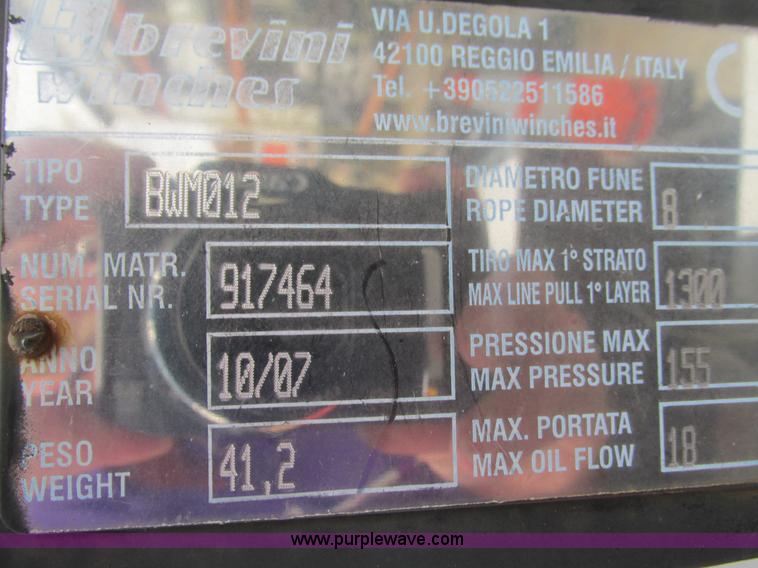 brevini
winches
VIA U.DEGOLA 1
42100 REGGIO EMILIA / ITALY
Tel. +390522511586
www.breviniwinches.it
TIPO
TYPE
BWM012
DIAMETRO FUNE
ROPE DIAMETER
8
NUM. MATR.
SERIAL NR.
917464
TIRO MAX 1° STRATO
MAX LINE PULL 1° LAYER
1300
ANNO
YEAR
10/07
PRESSIONE MAX
MAX PRESSURE
155
PESO
WEIGHT
41,2
MAX. PORTATA
MAX OIL FLOW
18
www.purplewave.com